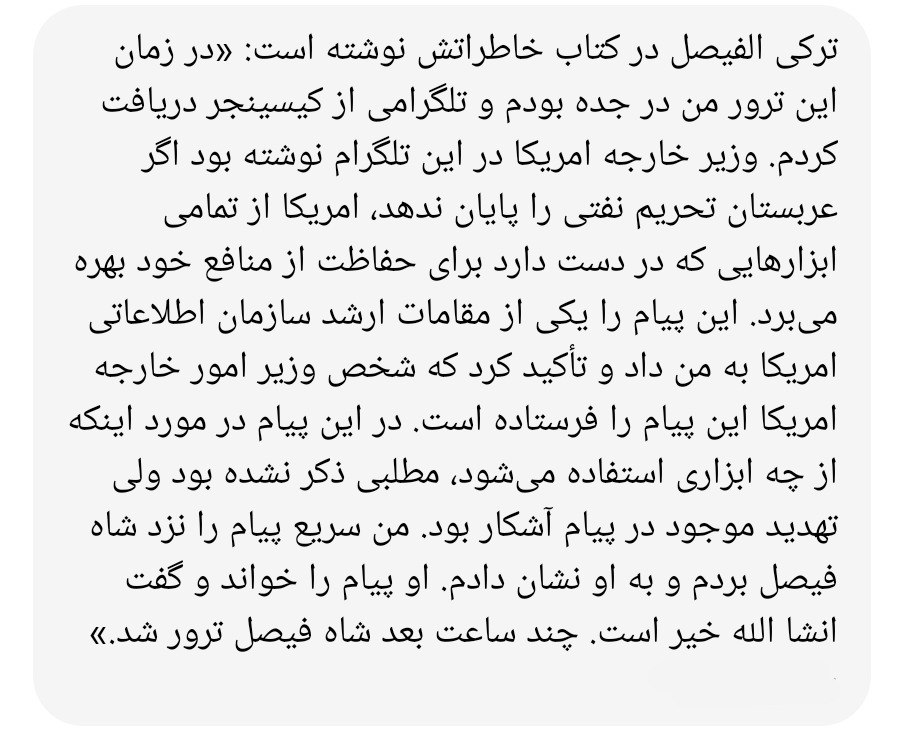 ترکی الفیصل در کتاب خاطراتش نوشته است: «در زمان
این ترور من در جده بودم و تلگرامی از کیسینجر دریافت
کردم. وزیر خارجه امریکا در این تلگرام نوشته بود اگر
عربستان تحریم نفتی را پایان ندهد، امریکا از تمامی
ابزارهایی که در دست دارد برای حفاظت از منافع خود بهره
می‌برد. این پیام را یکی از مقامات ارشد سازمان اطلاعاتی
امریکا به من داد و تأکید کرد که شخص وزیر امور خارجه
امریکا این پیام را فرستاده است. در این پیام در مورد اینکه
از چه ابزاری استفاده می‌شود، مطلبی ذکر نشده بود ولی
تهدید موجود در پیام آشکار بود. من سریع پیام را نزد شاه
فیصل بردم و به او نشان دادم. او پیام را خواند و گفت
انشا الله خیر است. چند ساعت بعد شاه فیصل ترور شد.»